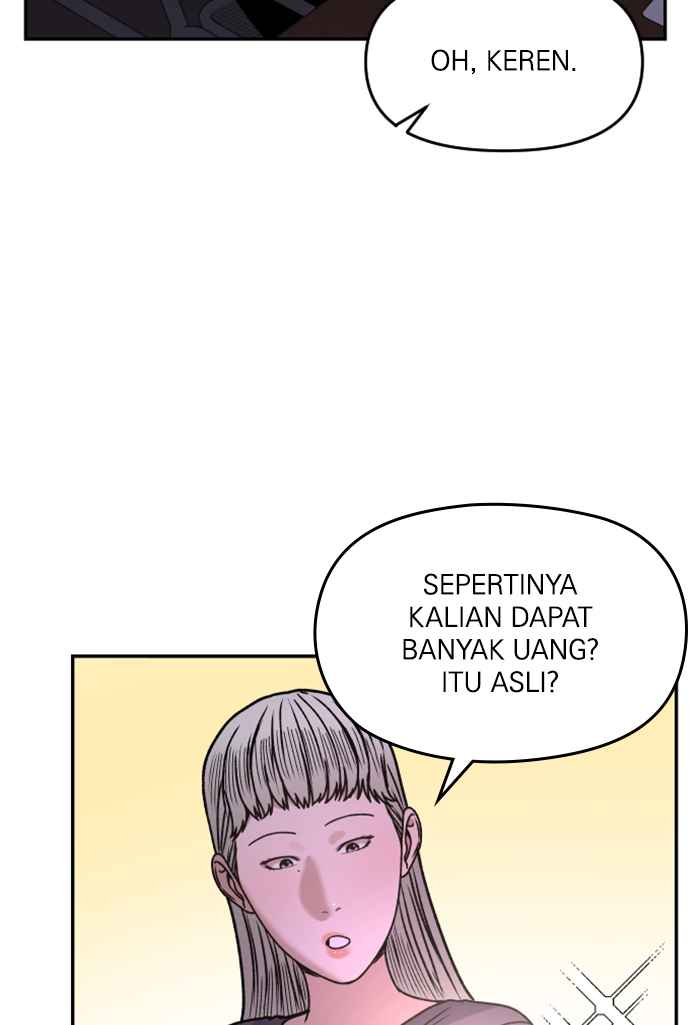 OH, KEREN.
SEPERTINYA
KALIAN DAPAT
BANYAK UANG?
ITU ASLI?